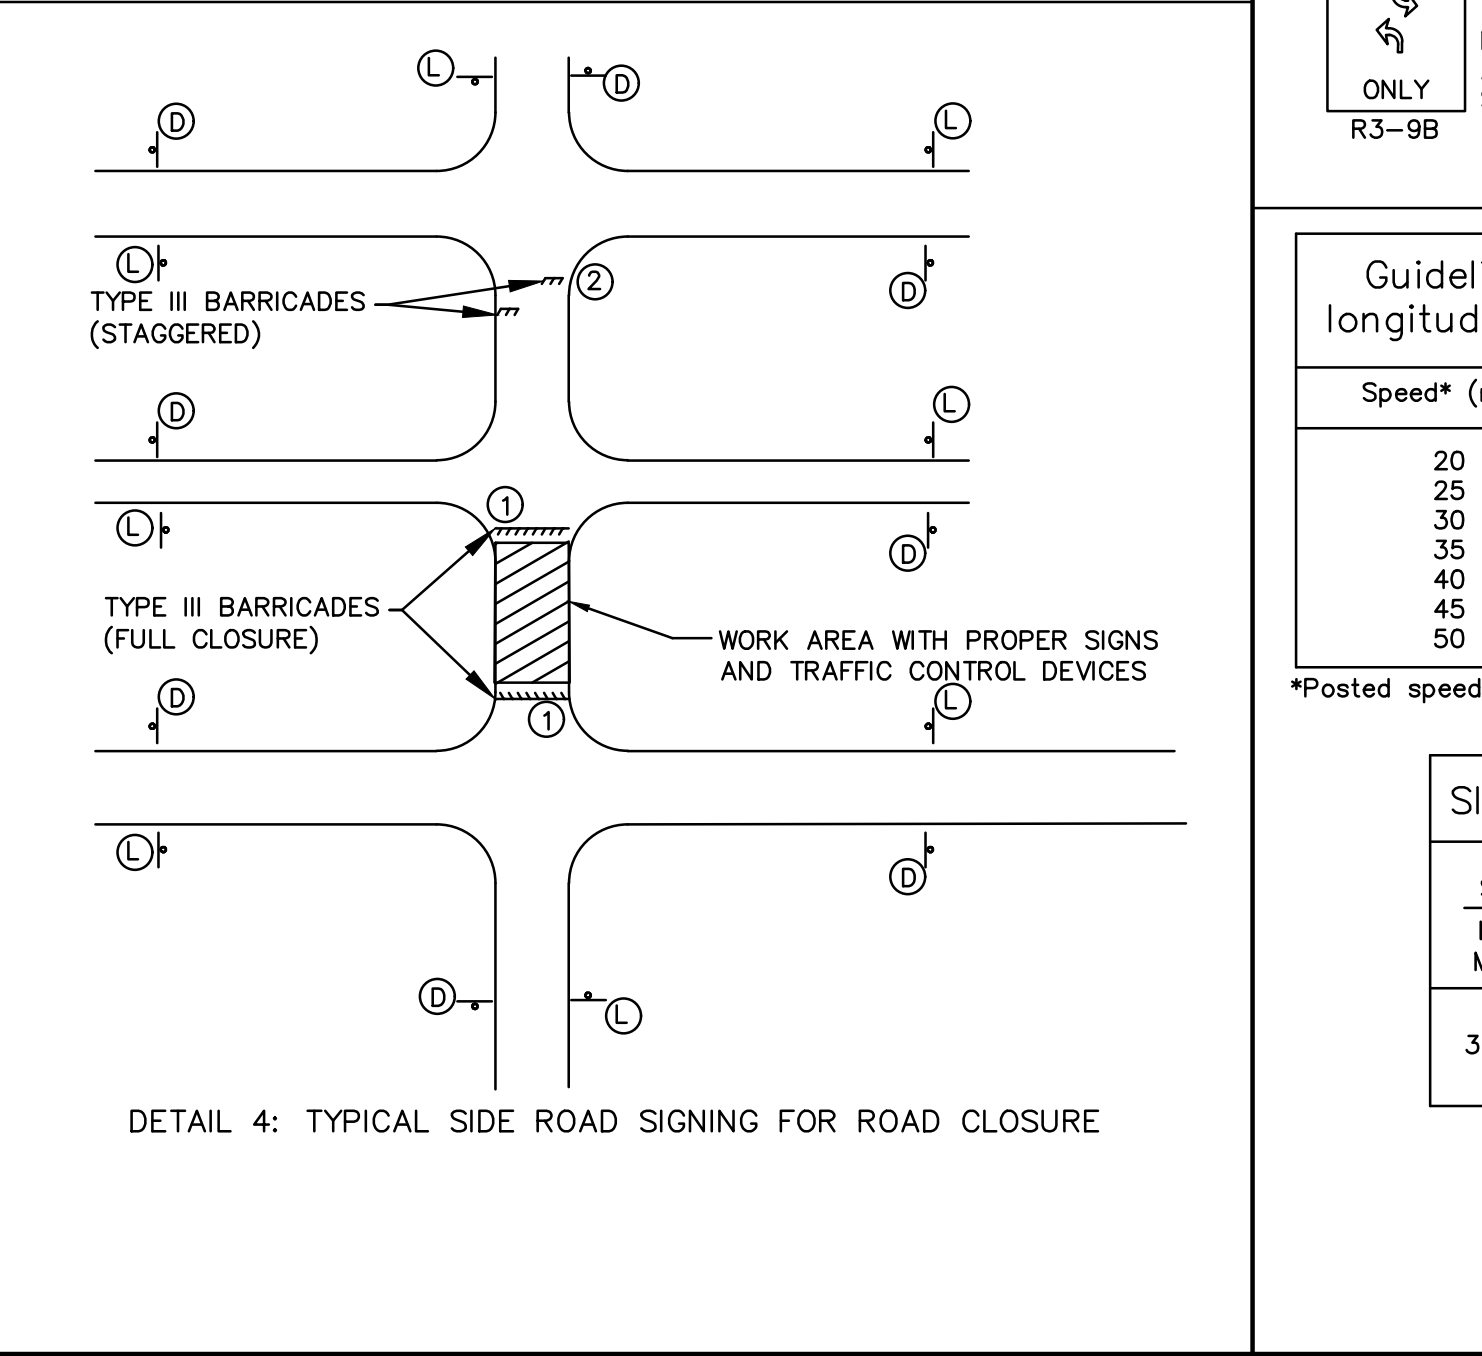 L
D
D
L
L
TYPE III BARRICADES
(STAGGERED)
2
D
D
L
1
L
D
TYPE III BARRICADES
(FULL CLOSURE)
WORK AREA WITH PROPER SIGNS
AND TRAFFIC CONTROL DEVICES
D
L
1
L
D
D
L
DETAIL 4: TYPICAL SIDE ROAD SIGNING FOR ROAD CLOSURE
ONLY
R3-9B
Speed*
20
25
30
35
40
45
50
*Posted speed
3